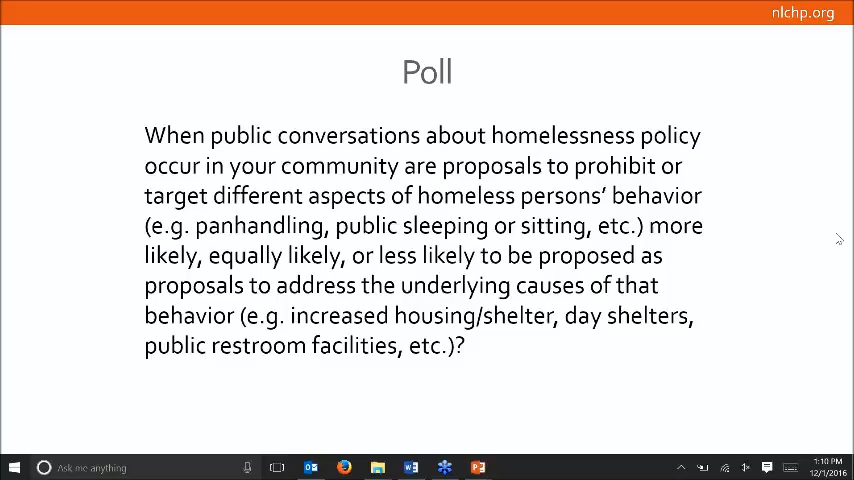 nlchp.org
Poll
When public conversations about homelessness policy
occur in your community are proposals to prohibit or
target different aspects of homeless persons’ behavior
(e.g. panhandling, public sleeping or sitting, etc.) more
likely, equally likely, or less likely to be proposed as
proposals to address the underlying causes of that
behavior (e.g. increased housing/shelter, day shelters,
public restroom facilities, etc.)?
Ask me anything
1:10 PM
12/1/2016